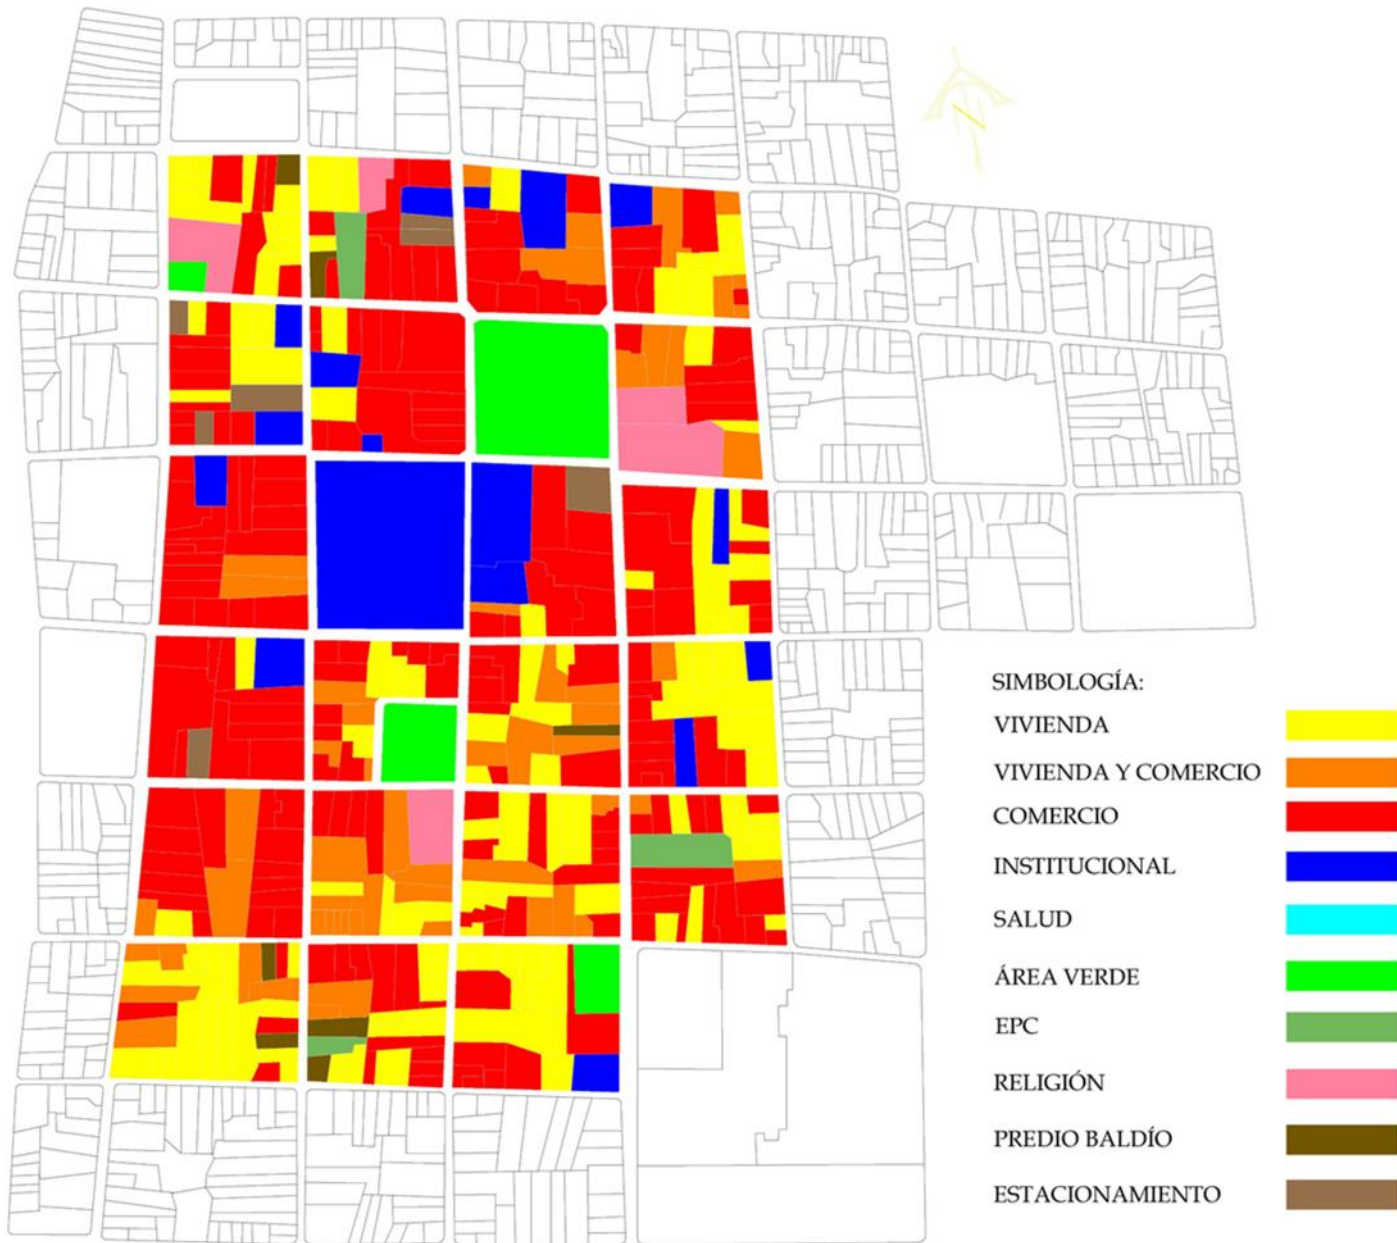 SIMBOLOGÍA:
VIVIENDA
VIVIENDA Y COMERCIO
COMERCIO
INSTITUCIONAL
SALUD
ÁREA VERDE
EPC
RELIGIÓN
PREDIO BALDÍO
ESTACIONAMIENTO